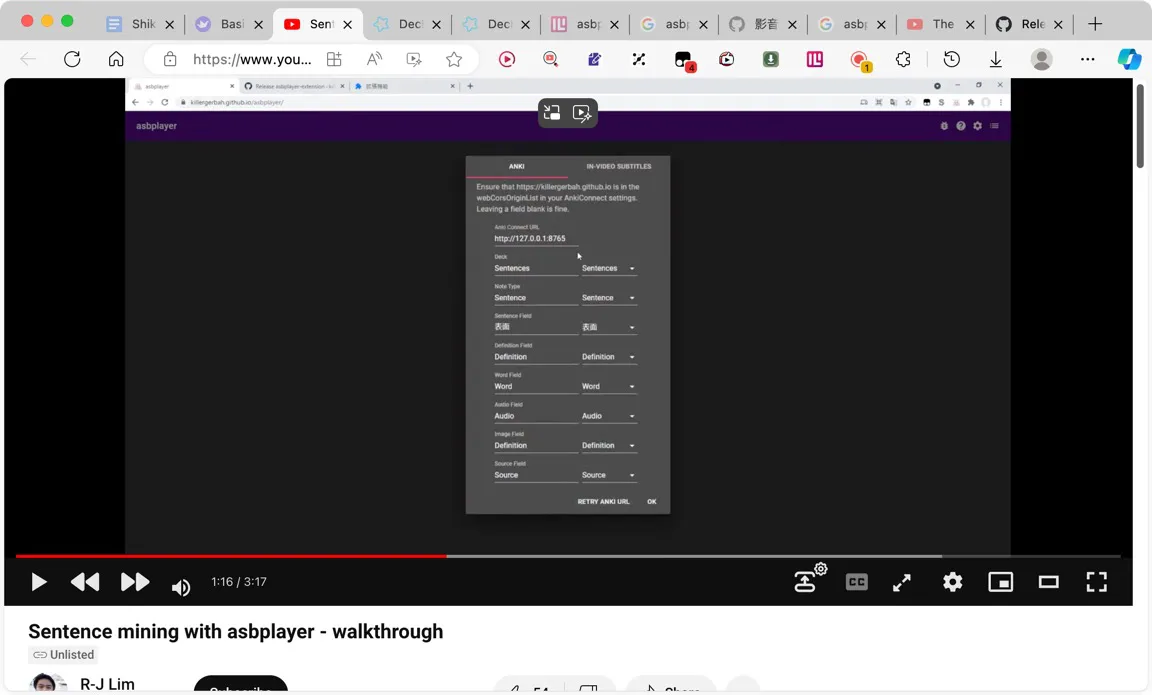 Shik
Basi
Sent
Decl
Dec
asbp
asbp
影音
asbp
The
Rele
https://www.you...
4
1
asbplayer
Release asbplayer-extension
拡張機能
killergerbah.github.io/asbplayer/
asbplayer
ANKI
IN-VIDEO SUBTITLES
Ensure that https://killergerbah.github.io is in the
webCorsOriginList in your AnkiConnect settings.
Leaving a field blank is fine.
Anki Connect URL
http://127.0.0.1:8765
Deck
Sentences
Sentences
Note Type
Sentence
Sentence
Sentence Field
表面
表面
Definition Field
Definition
Definition
Word Field
Word
Word
Audio Field
Audio
Audio
Image Field
Definition
Definition
Source Field
Source
Source
RETRY ANKI URL
OK
1:16 / 3:17
CC
Sentence mining with asbplayer - walkthrough
Unlisted
R-J Lim
Subscribe
54
Share